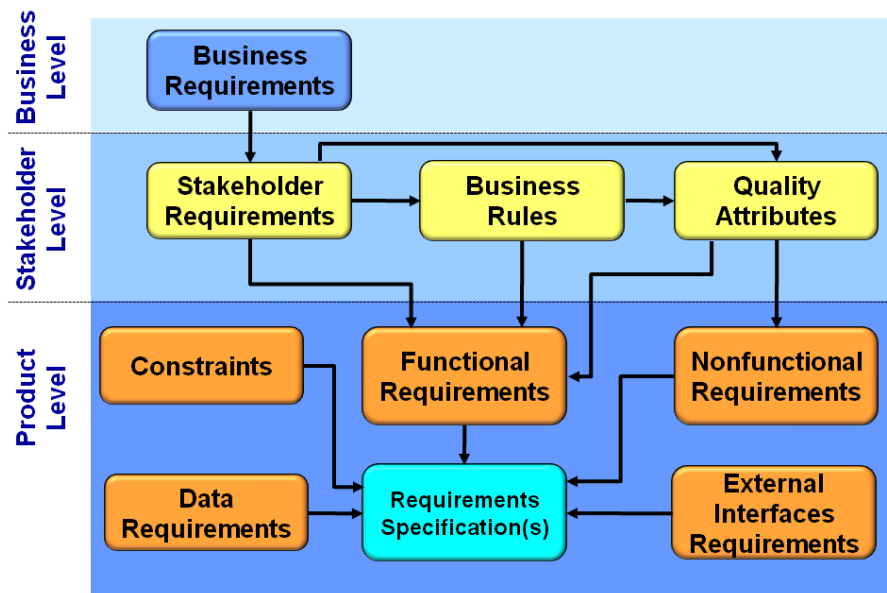 Business
Level
Business
Requirements
Stakeholder
Level
Stakeholder
Requirements
Business
Rules
Quality
Attributes
Product
Level
Constraints
Functional
Requirements
Nonfunctional
Requirements
Data
Requirements
Requirements
Specification(s)
External
Interfaces
Requirements